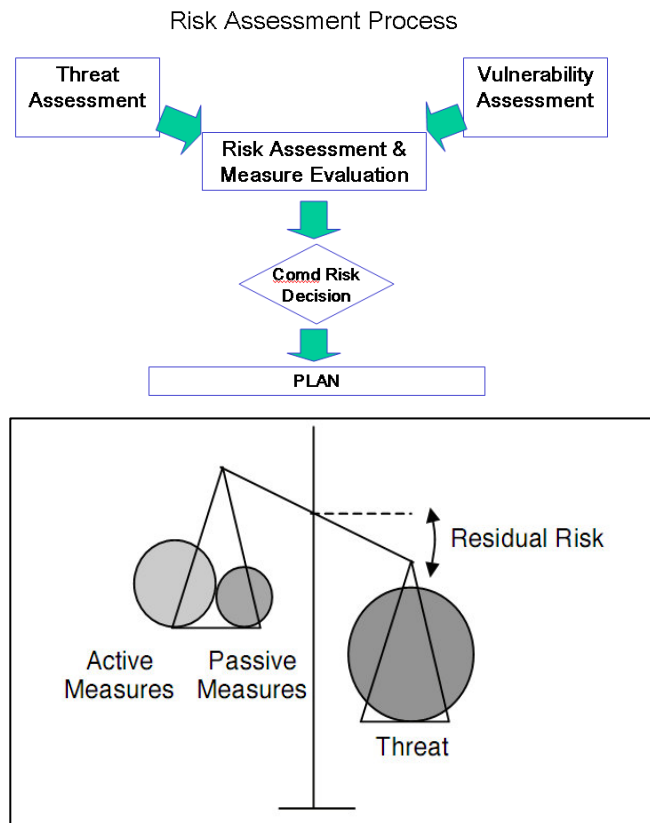 Risk Assessment Process
Threat
Assessment
Vulnerability
Assessment
Risk Assessment &
Measure Evaluation
Comd Risk
Decision
PLAN
Residual Risk
Active
Measures
Passive
Measures
Threat